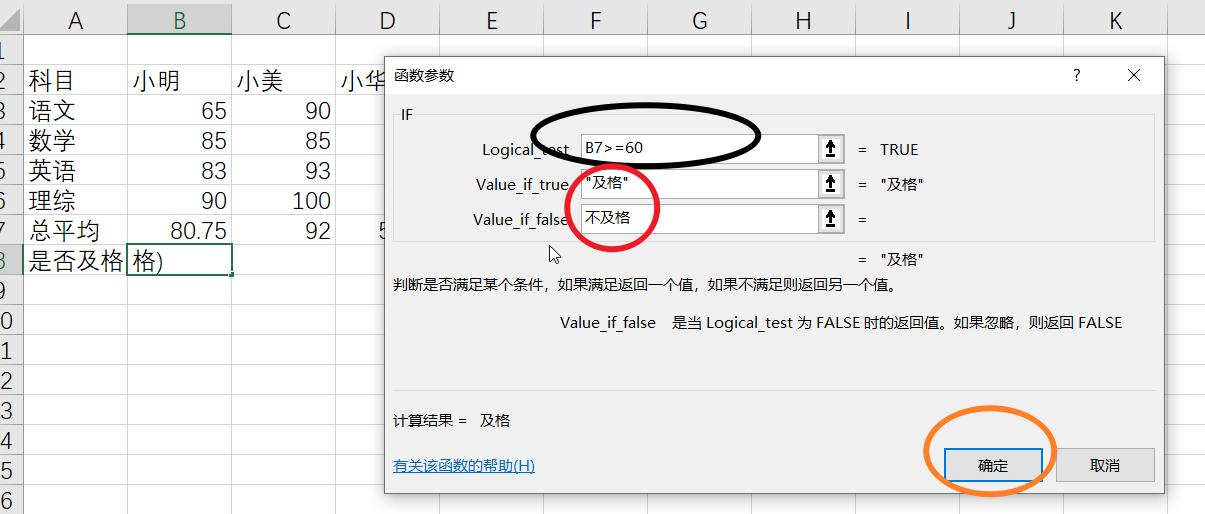 A B C D E F G H I J K
1
2 科目 小明 小美 小华
3 语文 65 90
4 数学 85 85
5 英语 83 93
6 理综 90 100
7 总平均 80.75 92 5
8 是否及格 格)
9
0
1
2
3
4
5
6
函数参数 ?
IF
Logical_test B7>=60 = TRUE
Value_if_true "及格" = "及格"
Value_if_false 不及格 =
= "及格"
判断是否满足某个条件，如果满足返回一个值，如果不满足则返回另一个值。
Value_if_false 是当 Logical_test 为 FALSE 时的返回值。如果忽略，则返回 FALSE
计算结果 = 及格
有关该函数的帮助(H) 确定 取消